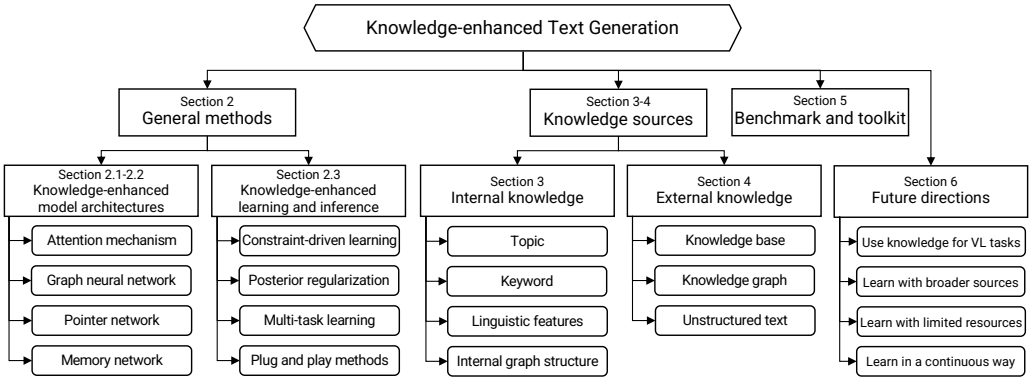 Knowledge-enhanced Text Generation
Section 2
General methods
Section 3-4
Knowledge sources
Section 5
Benchmark and toolkit
Section 2.1-2.2
Knowledge-enhanced
model architectures
Attention mechanism
Graph neural network
Pointer network
Memory network
Section 2.3
Knowledge-enhanced
learning and inference
Constraint-driven learning
Posterior regularization
Multi-task learning
Plug and play methods
Section 3
Internal knowledge
Topic
Keyword
Linguistic features
Internal graph structure
Section 4
External knowledge
Knowledge base
Knowledge graph
Unstructured text
Section 6
Future directions
Use knowledge for VL tasks
Learn with broader sources
Learn with limited resources
Learn in a continuous way